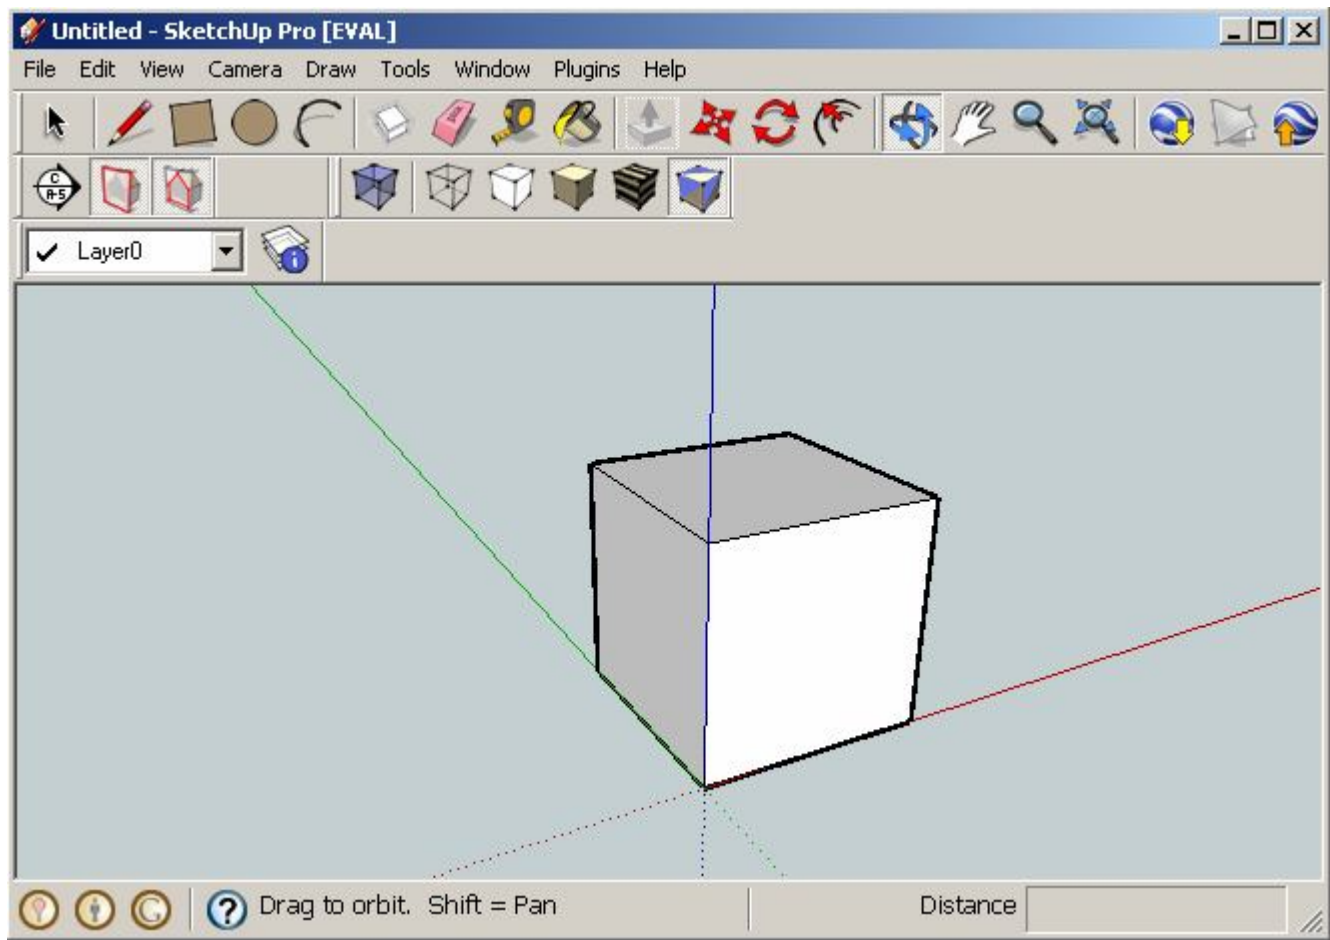 Untitled - SketchUp Pro [EVAL]
File Edit View Camera Draw Tools Window Plugins Help
C
A-5
Layer0
Drag to orbit. Shift = Pan
Distance